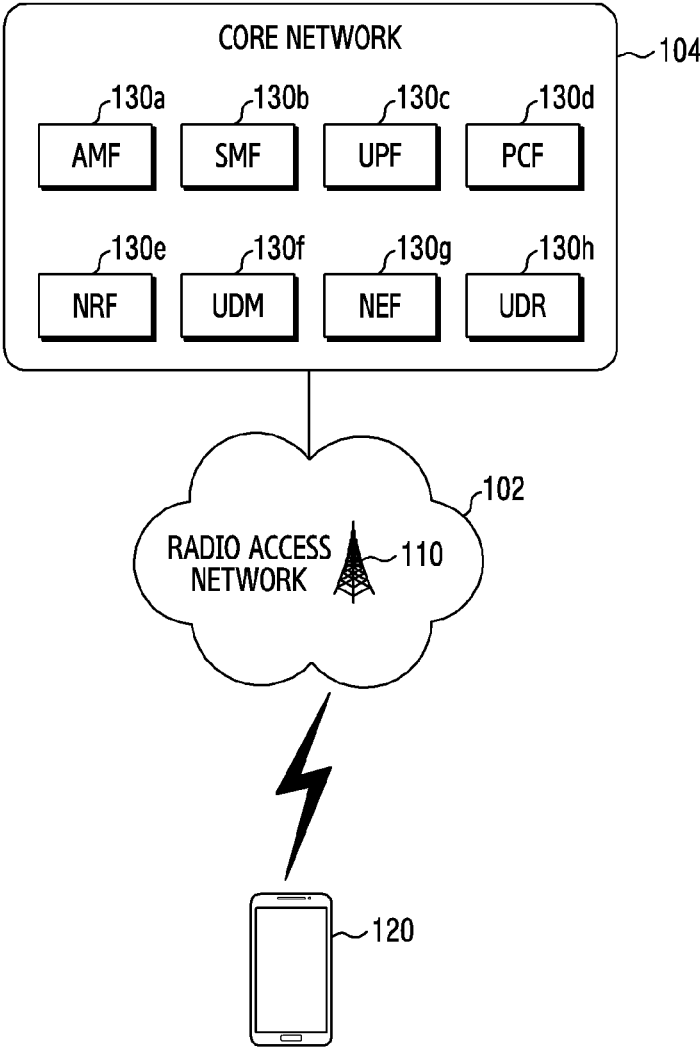 CORE NETWORK
104
130a
130b
130c
130d
AMF
SMF
UPF
PCF
130e
130f
130g
130h
NRF
UDM
NEF
UDR
102
RADIO ACCESS
NETWORK
110
120